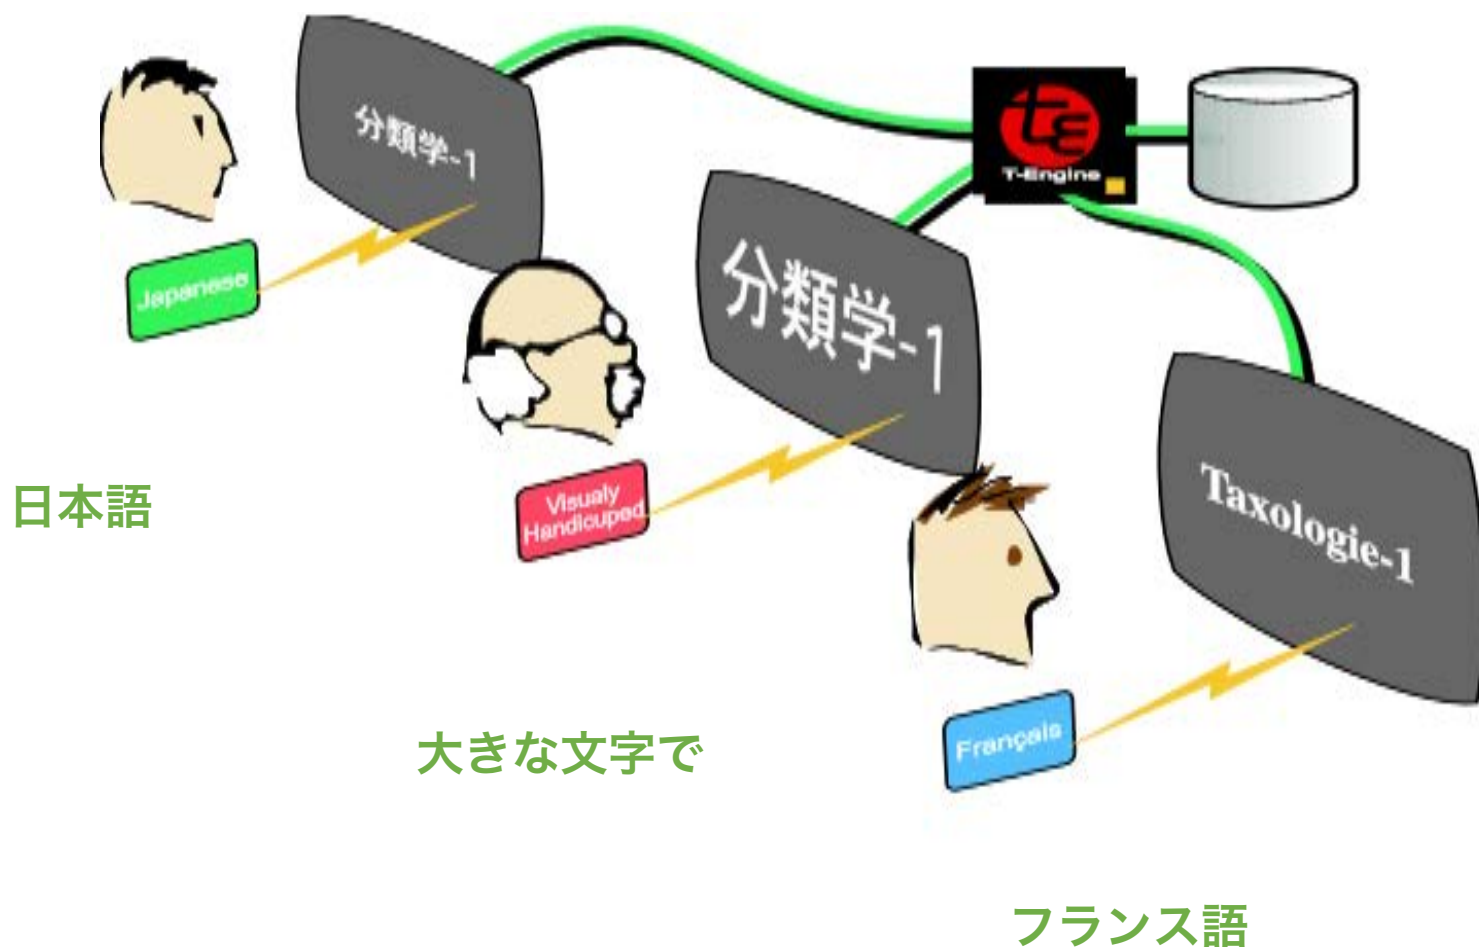 分類学-1
Japanese
T-Engine
分類学-1
Visualy
Handicuped
Taxologie-1
Français
日本語
大きな文字で
フランス語